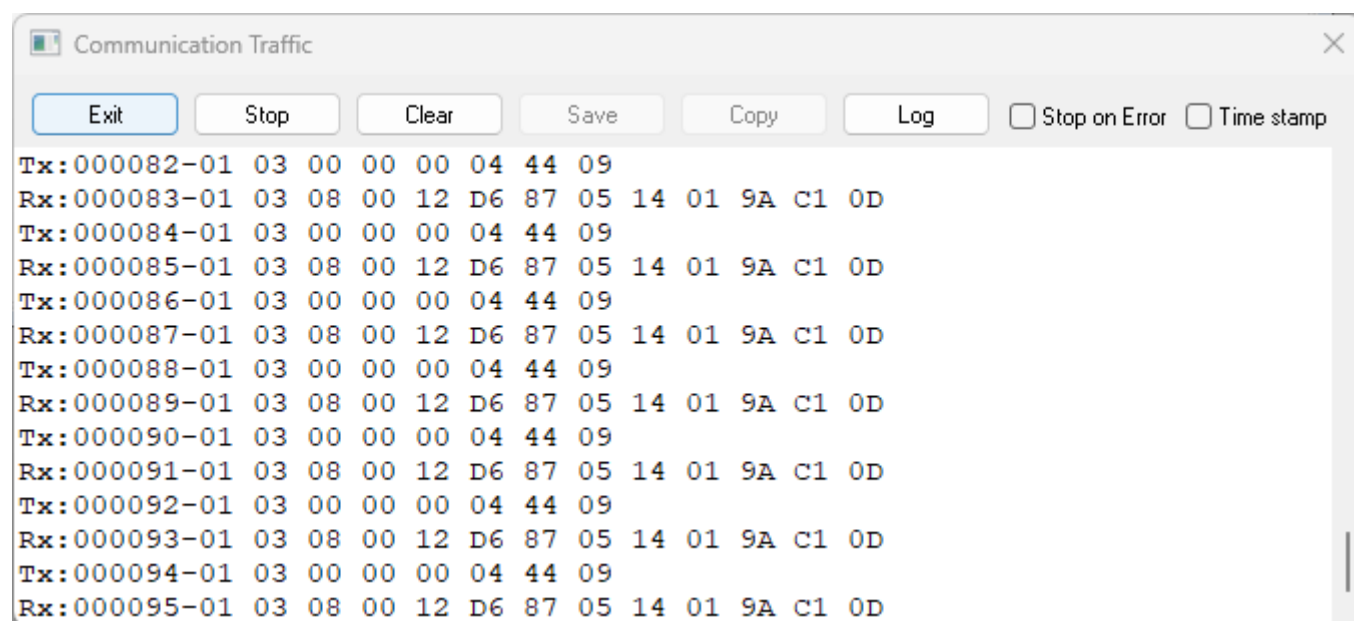 Communication Traffic
Exit Stop Clear Save Copy Log Stop on Error Time stamp
Tx:000082-01 03 00 00 00 04 44 09
Rx:000083-01 03 08 00 12 D6 87 05 14 01 9A C1 0D
Tx:000084-01 03 00 00 00 04 44 09
Rx:000085-01 03 08 00 12 D6 87 05 14 01 9A C1 0D
Tx:000086-01 03 00 00 00 04 44 09
Rx:000087-01 03 08 00 12 D6 87 05 14 01 9A C1 0D
Tx:000088-01 03 00 00 00 04 44 09
Rx:000089-01 03 08 00 12 D6 87 05 14 01 9A C1 0D
Tx:000090-01 03 00 00 00 04 44 09
Rx:000091-01 03 08 00 12 D6 87 05 14 01 9A C1 0D
Tx:000092-01 03 00 00 00 04 44 09
Rx:000093-01 03 08 00 12 D6 87 05 14 01 9A C1 0D
Tx:000094-01 03 00 00 00 04 44 09
Rx:000095-01 03 08 00 12 D6 87 05 14 01 9A C1 0D